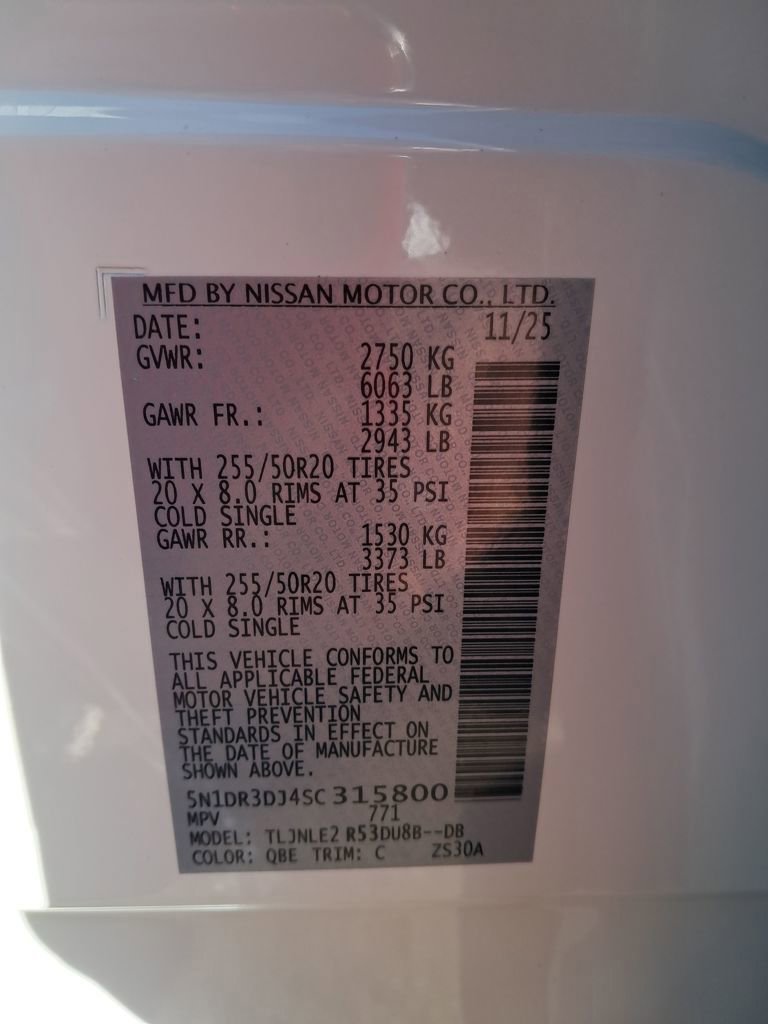 MFD BY NISSAN MOTOR CO., LTD.
DATE: 11/25
GVWR: 2750 KG
6063 LB
GAWR FR.: 1335 KG
2943 LB
WITH 255/50R20 TIRES
20 X 8.0 RIMS AT 35 PSI
COLD SINGLE
GAWR RR.: 1530 KG
3373 LB
WITH 255/50R20 TIRES
20 X 8.0 RIMS AT 35 PSI
COLD SINGLE
THIS VEHICLE CONFORMS TO
ALL APPLICABLE FEDERAL
MOTOR VEHICLE SAFETY AND
THEFT PREVENTION
STANDARDS IN EFFECT ON
THE DATE OF MANUFACTURE
SHOWN ABOVE.
5N1DR3DJ4SC 315800
MPV 771
MODEL: TLJNLE2 R53DU8B--DB
COLOR: QBE TRIM: C ZS30A